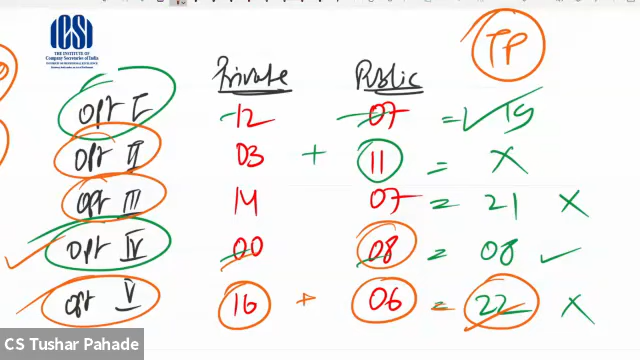 ICSI
THE INSTITUTE OF
Company Secretaries of India
Private Public TP
opt I 12 07 = 19
opt II 03 + 11 = X
opt III 14 07 = 21 X
opt IV 00 08 = 08 ✓
opt V 16 + 06 = 22 X
CS Tushar Pahade